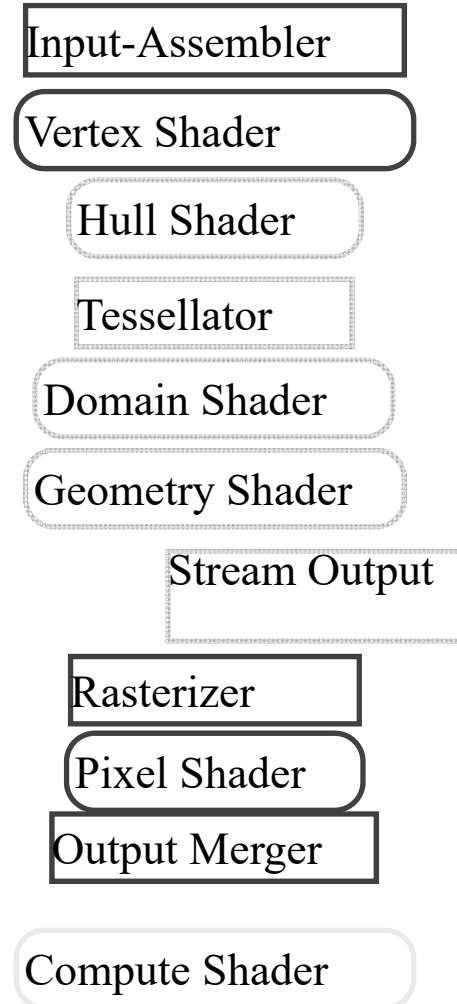 Input-Assembler
Vertex Shader
Hull Shader
Tessellator
Domain Shader
Geometry Shader
Stream Output
Rasterizer
Pixel Shader
Output Merger
Compute Shader